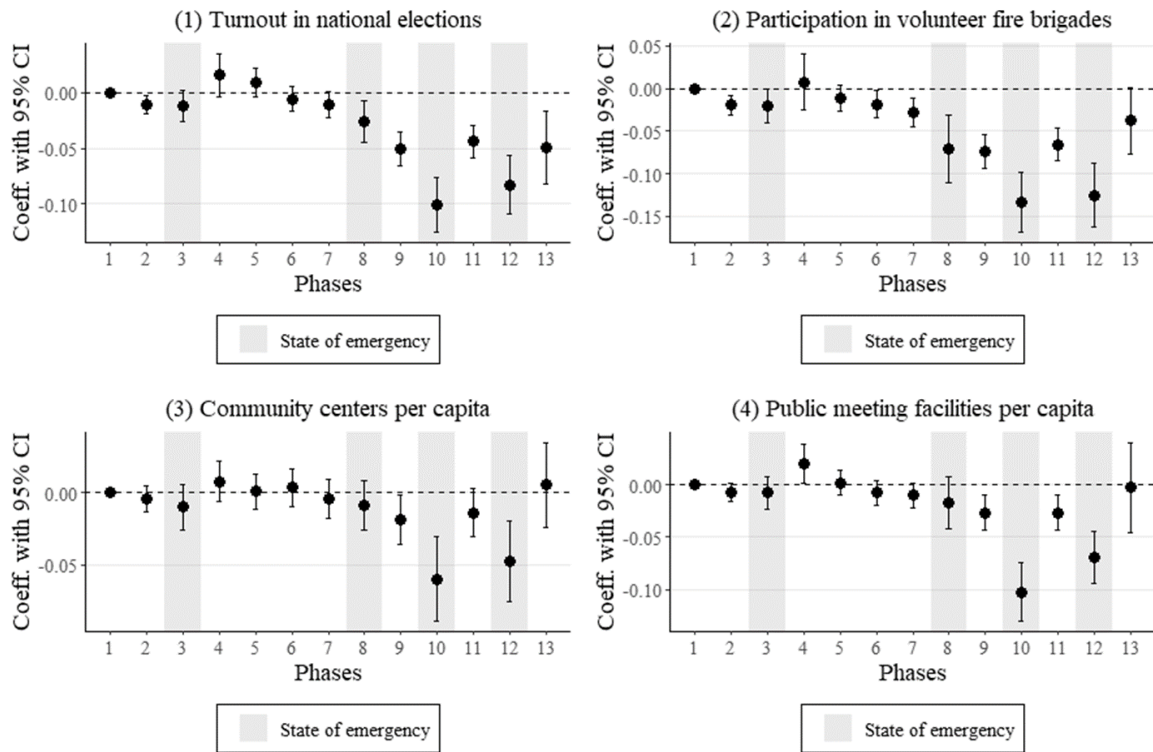 (1) Turnout in national elections
Coeff. with 95% CI
0.00
-0.05
-0.10
1 2 3 4 5 6 7 8 9 10 11 12 13
Phases
State of emergency
(2) Participation in volunteer fire brigades
Coeff. with 95% CI
0.05
0.00
-0.05
-0.10
-0.15
1 2 3 4 5 6 7 8 9 10 11 12 13
Phases
State of emergency
(3) Community centers per capita
Coeff. with 95% CI
0.00
-0.05
1 2 3 4 5 6 7 8 9 10 11 12 13
Phases
State of emergency
(4) Public meeting facilities per capita
Coeff. with 95% CI
0.00
-0.05
-0.10
1 2 3 4 5 6 7 8 9 10 11 12 13
Phases
State of emergency